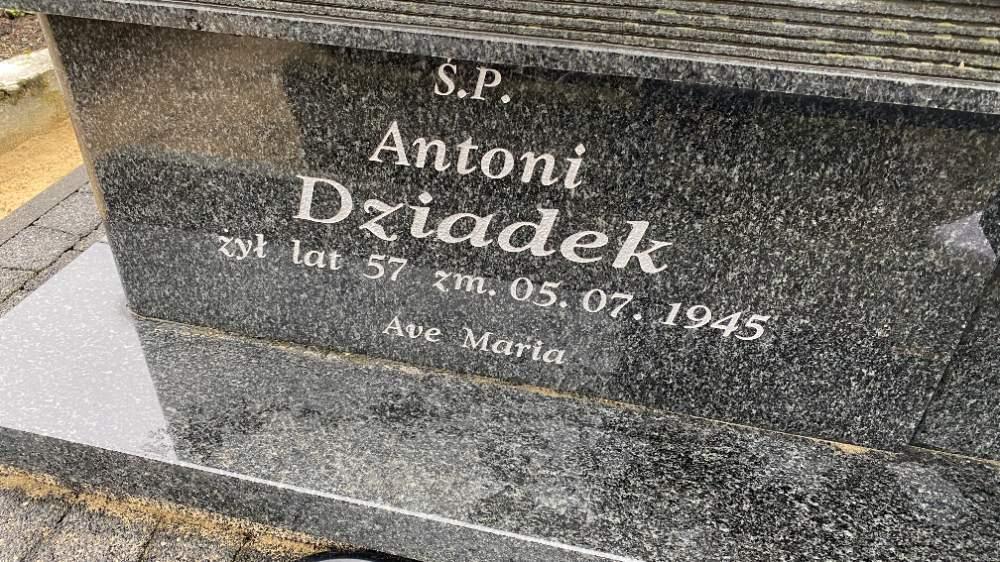 Ś.P.
Antoni
Dziadek
żył lat 57 zm. 05. 07. 1945
Ave Maria